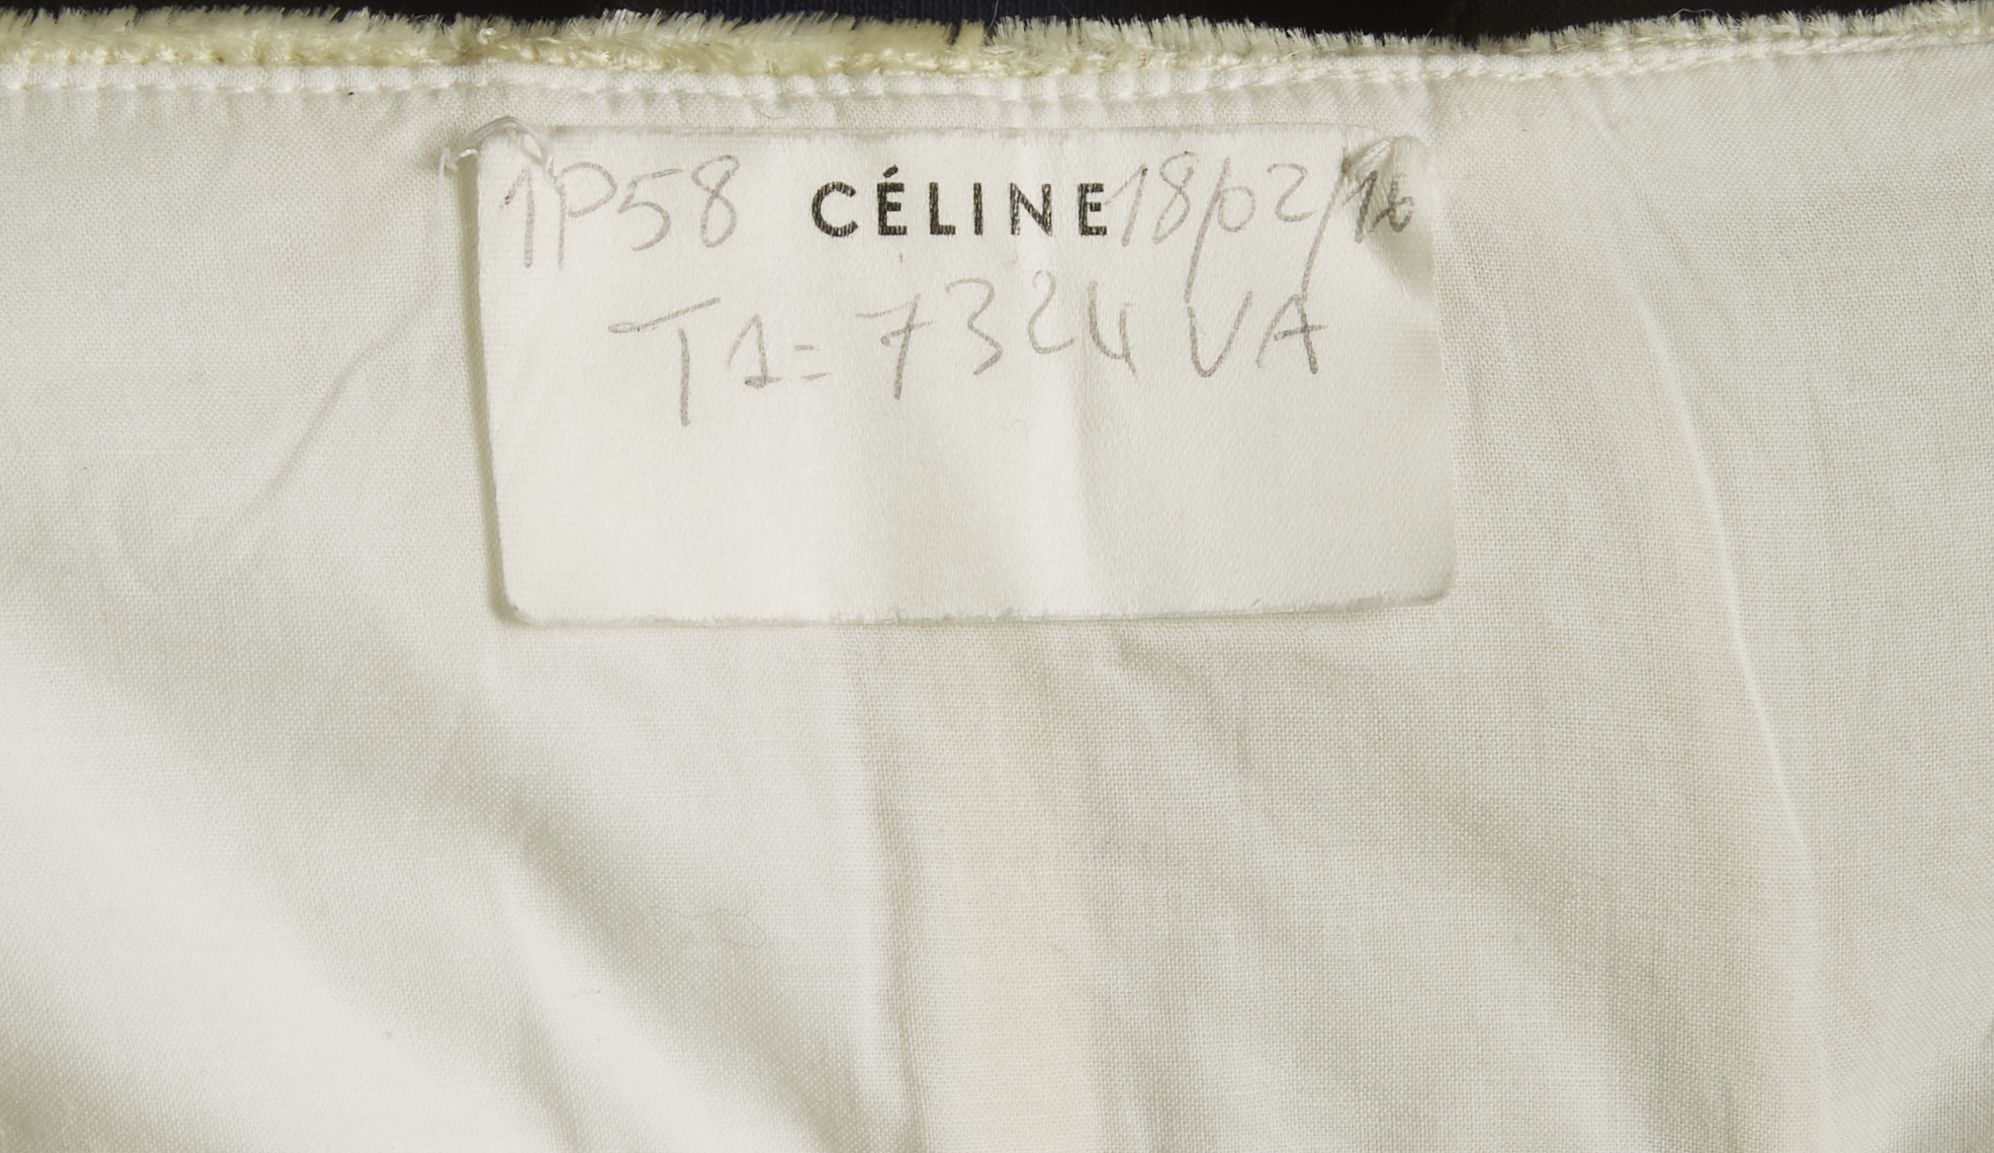 1P58 CÉLINE 18/02/16
T1= 7324 VA